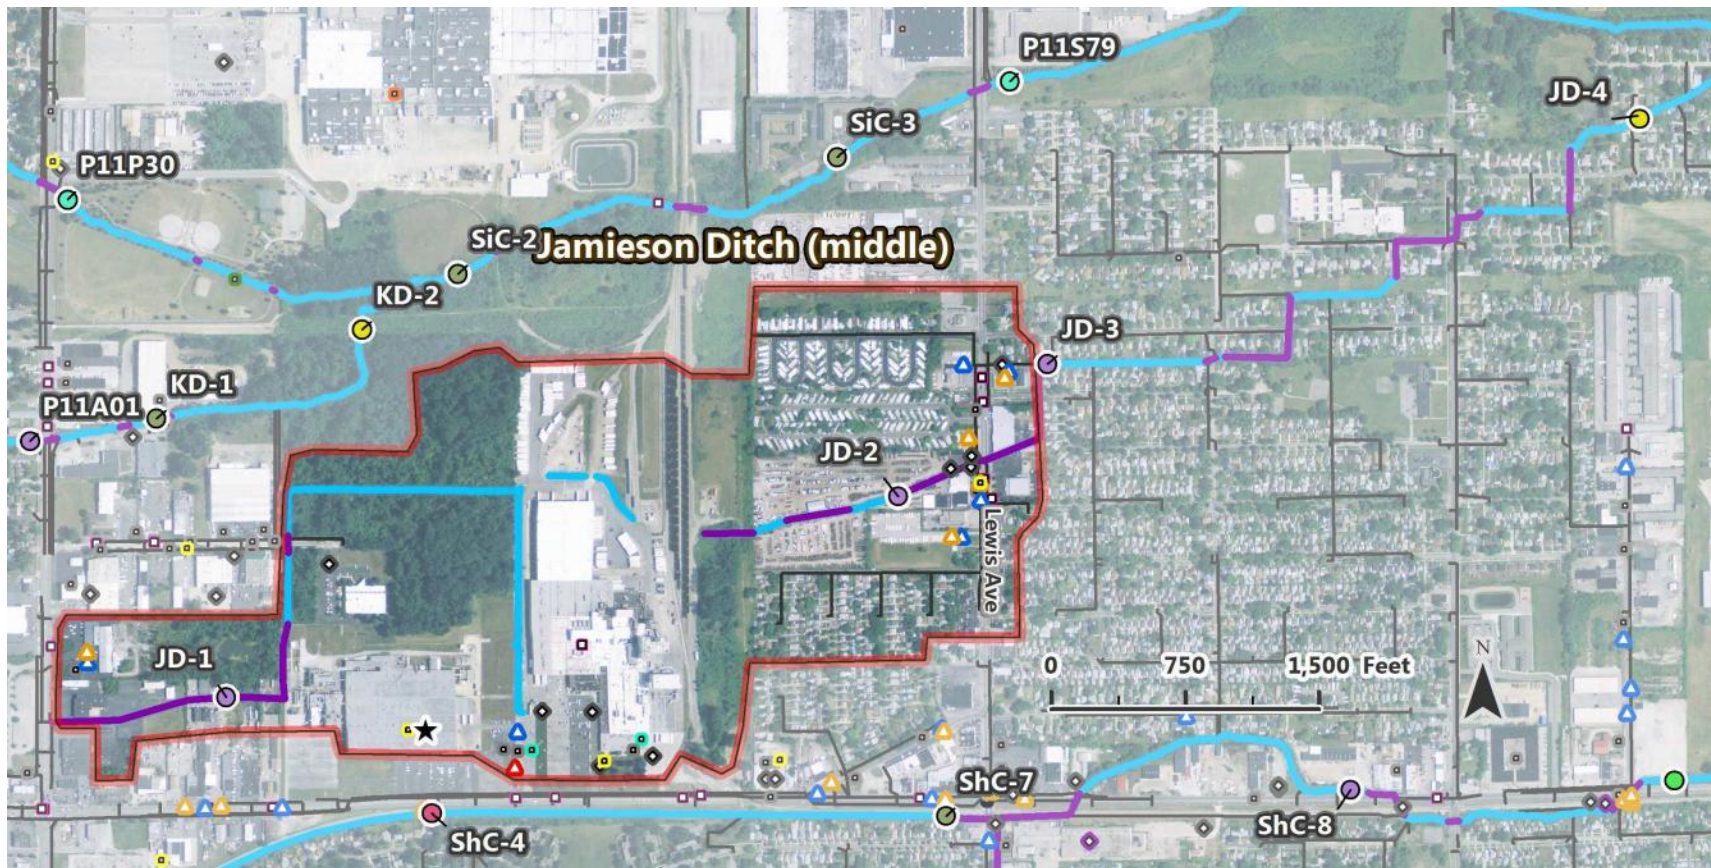 P11S79
JD-4
SiC-3
P11P30
SiC-2
Jamieson Ditch (middle)
KD-2
JD-3
KD-1
P11A01
JD-2
Lewis Ave
JD-1
N
0 750 1,500 Feet
ShC-7
ShC-8
ShC-4